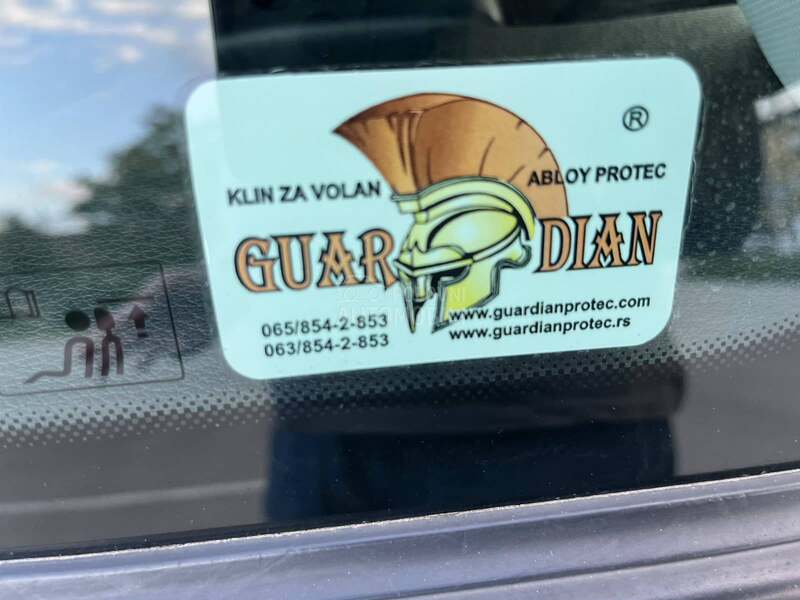 ®
KLIN ZA VOLAN
ABLOY PROTEC
GUARDIAN
065/854-2-853
063/854-2-853
www.guardianprotec.com
www.guardianprotec.rs